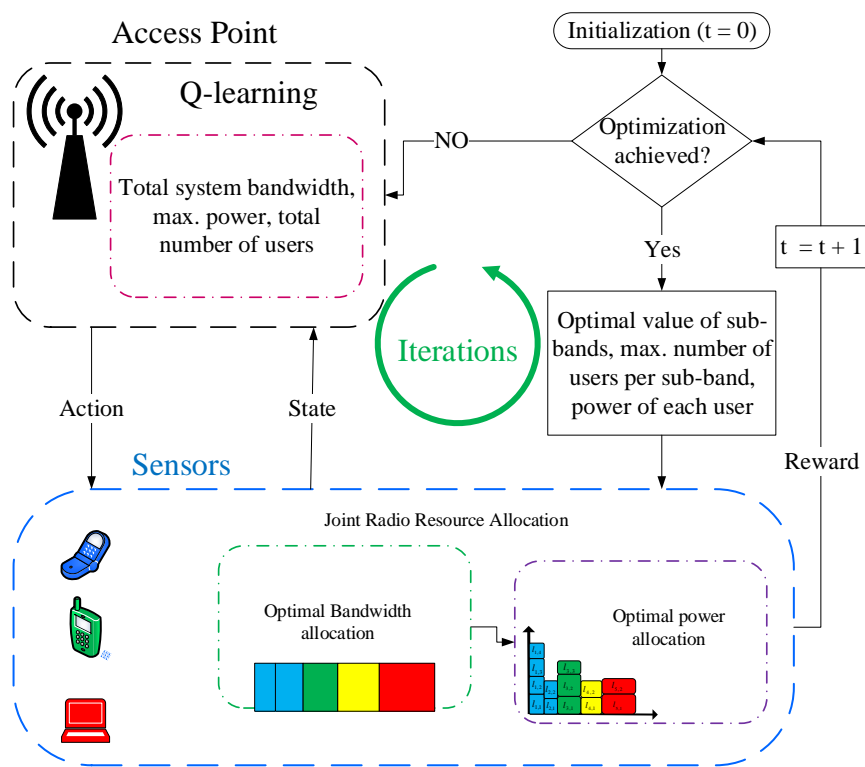 Access Point
Initialization (t = 0)
Q-learning
Optimization
achieved?
NO
Total system bandwidth,
max. power, total
number of users
Yes
t = t + 1
Iterations
Optimal value of sub-
bands, max. number of
users per sub-band,
power of each user
Action
State
Reward
Sensors
Joint Radio Resource Allocation
Optimal Bandwidth
allocation
Optimal power
allocation